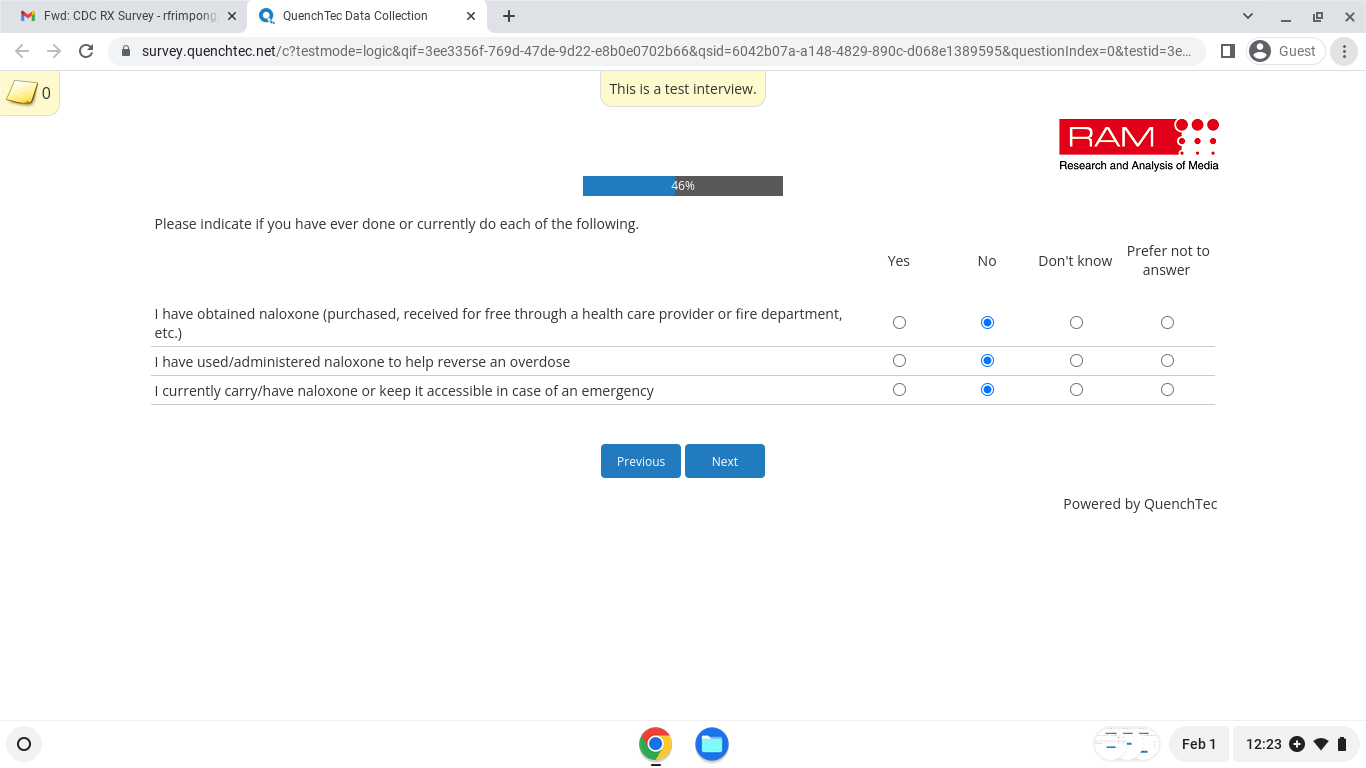 Fwd: CDC RX Survey - rfrimpong
QuenchTec Data Collection
survey.quenchtec.net/c?testmode=logic&qif=3ee3356f-769d-47de-9d22-e8b0e0702b66&qsid=6042b07a-a148-4829-890c-d068e1389595&questionIndex=0&testid=3e...
Guest
0
This is a test interview.
RAM
Research and Analysis of Media
46%
Please indicate if you have ever done or currently do each of the following.
Yes No Don't know Prefer not to
answer
I have obtained naloxone (purchased, received for free through a health care provider or fire department,
etc.)
I have used/administered naloxone to help reverse an overdose
I currently carry/have naloxone or keep it accessible in case of an emergency
Previous Next
Powered by QuenchTec
Feb 1 12:23